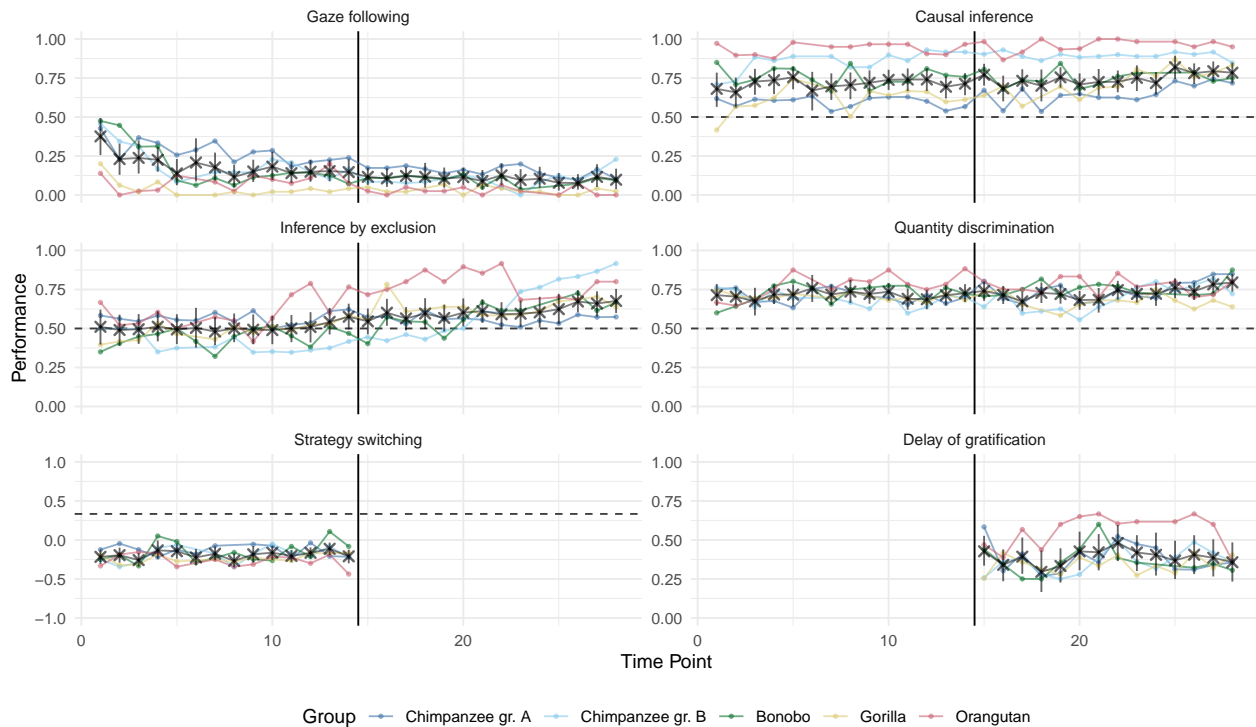 Gaze following
Causal inference
1.00
0.75
0.50
0.25
0.00
1.00
0.75
0.50
0.25
0.00
Inference by exclusion
Quantity discrimination
1.00
0.75
0.50
0.25
0.00
1.00
0.75
0.50
0.25
0.00
Performance
Strategy switching
Delay of gratification
1.0
0.5
0.0
−0.5
−1.0
1.00
0.75
0.50
0.25
0.00
0 10 20
0 10 20
Time Point
Group Chimpanzee gr. A Chimpanzee gr. B Bonobo Gorilla Orangutan